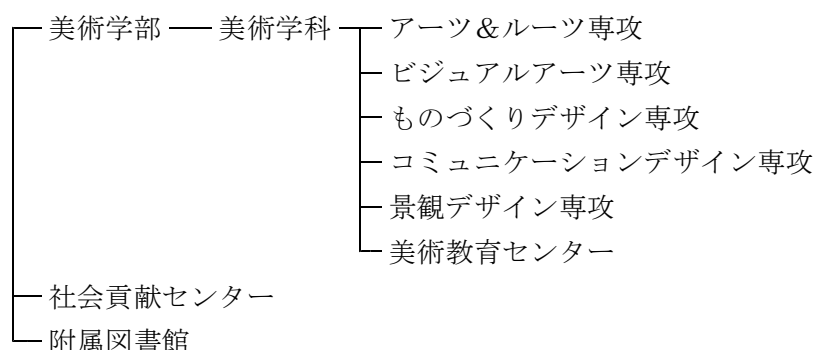 美術学部 美術学科 アーツ&ルーツ専攻
ビジュアルアーツ専攻
ものづくりデザイン専攻
コミュニケーションデザイン専攻
景観デザイン専攻
美術教育センター
社会貢献センター
附属図書館